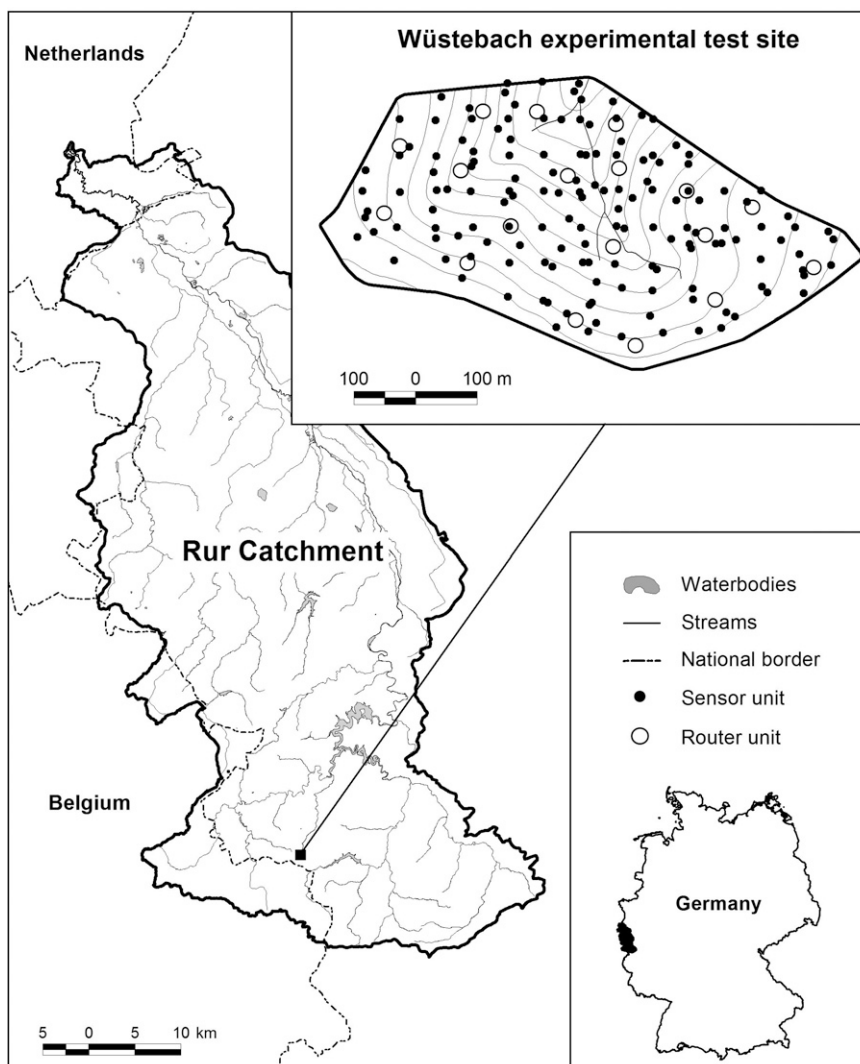 Netherlands
Wüstebach experimental test site
100 0 100 m
Rur Catchment
Waterbodies
Streams
National border
Sensor unit
Router unit
Belgium
Germany
5 0 5 10 km